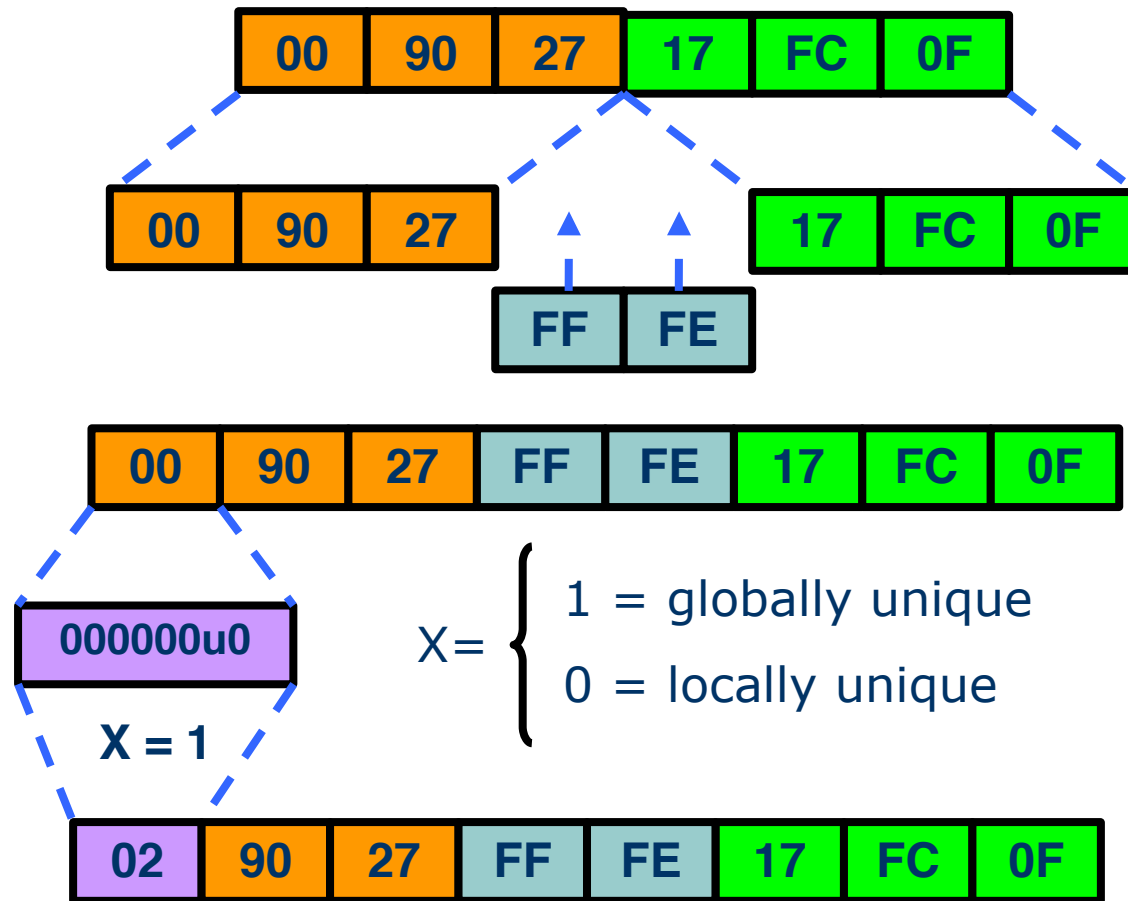 00 90 27 17 FC 0F
00 90 27 17 FC 0F
FF FE
00 90 27 FF FE 17 FC 0F
000000u0
X=
1 = globally unique
0 = locally unique
X = 1
02 90 27 FF FE 17 FC 0F